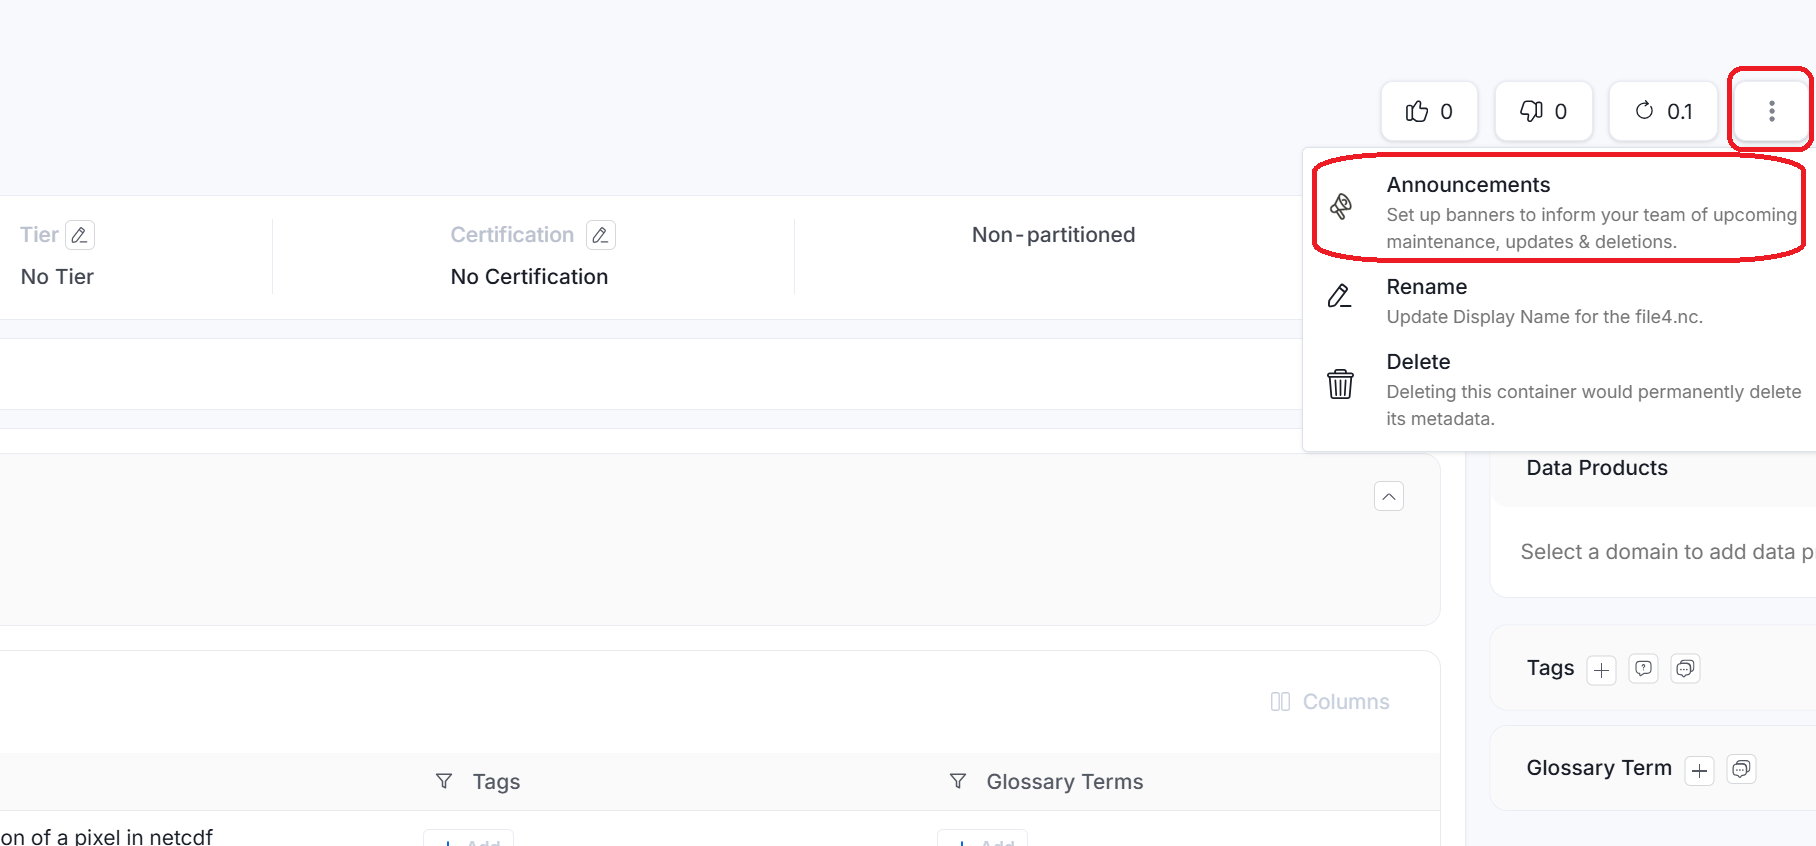 0
0
0.1
Announcements
Set up banners to inform your team of upcoming
maintenance, updates & deletions.
Tier
Certification
Non-partitioned
No Tier
No Certification
Rename
Update Display Name for the file4.nc.
Delete
Deleting this container would permanently delete
its metadata.
Data Products
Select a domain to add data p
Tags
Columns
Glossary Term
Tags
Glossary Terms
on of a pixel in netcdf
Add
Add